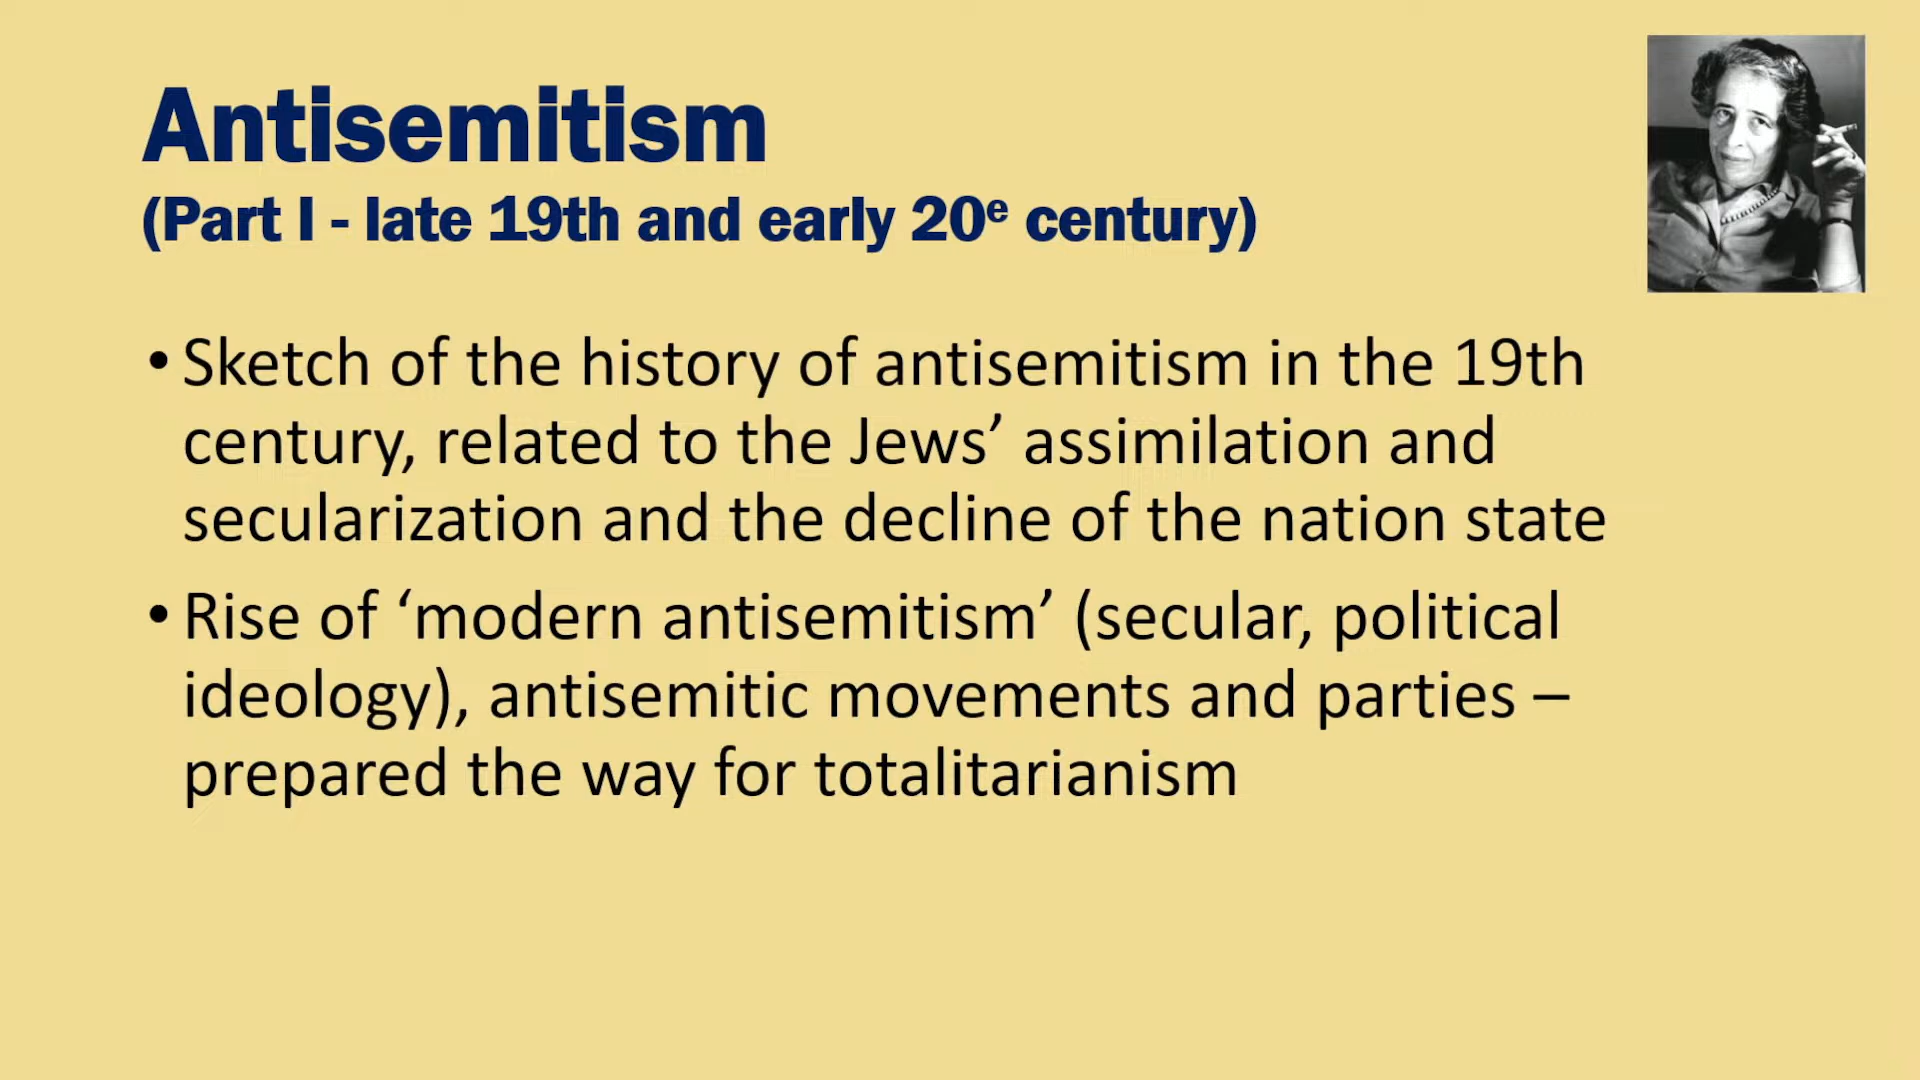 Antisemitism
(Part I - late 19th and early 20ᵉ century)
• Sketch of the history of antisemitism in the 19th
century, related to the Jews’ assimilation and
secularization and the decline of the nation state
• Rise of ‘modern antisemitism’ (secular, political
ideology), antisemitic movements and parties –
prepared the way for totalitarianism